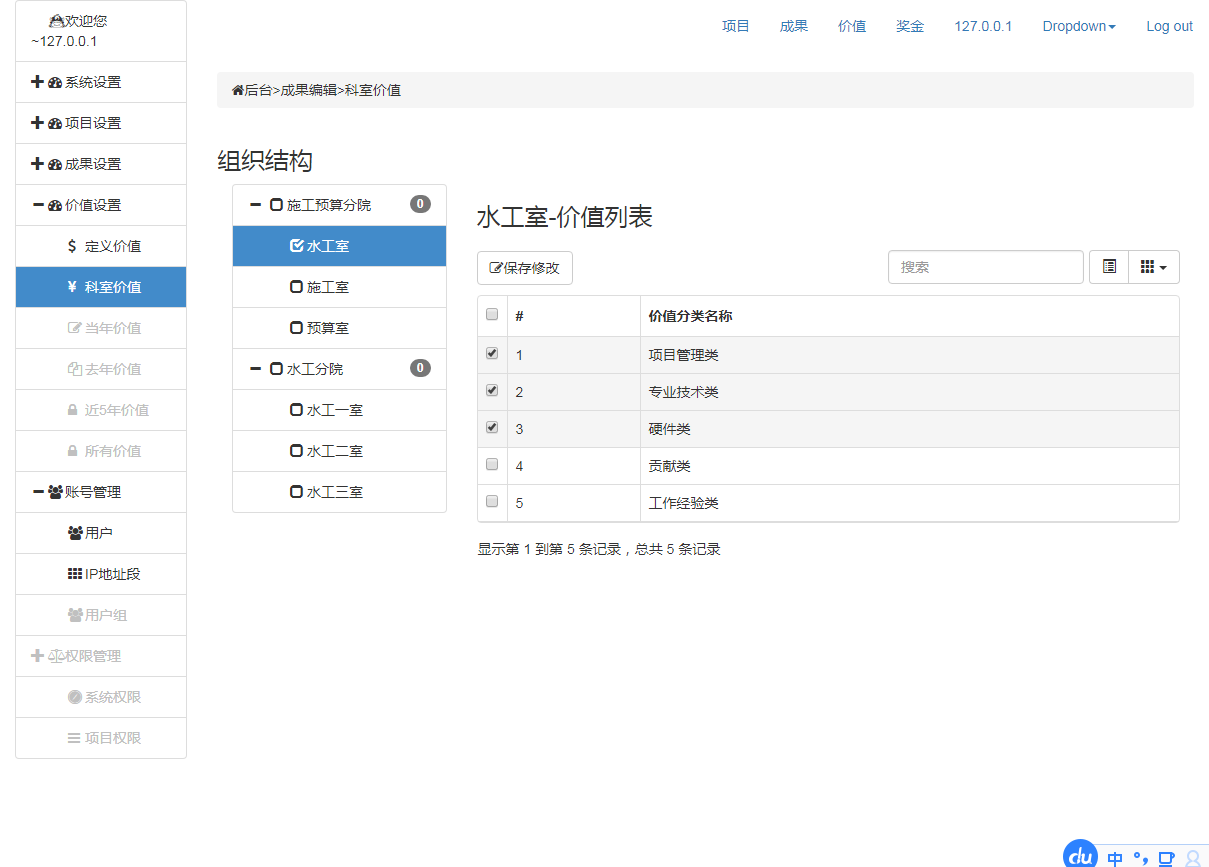 欢迎您
~127.0.0.1
系统设置
项目设置
成果设置
价值设置
$ 定义价值
¥ 科室价值
当年价值
去年价值
近5年价值
所有价值
账号管理
用户
IP地址段
用户组
权限管理
系统权限
项目权限
项目 成果 价值 奖金 127.0.0.1 Dropdown Log out
后台>成果编辑>科室价值
组织结构
施工预算分院 0
水工室
施工室
预算室
水工分院 0
水工一室
水工二室
水工三室
水工室-价值列表
保存修改 搜索
# 价值分类名称
1 项目管理类
2 专业技术类
3 硬件类
4 贡献类
5 工作经验类
显示第 1 到第 5 条记录，总共 5 条记录
du 中 °，